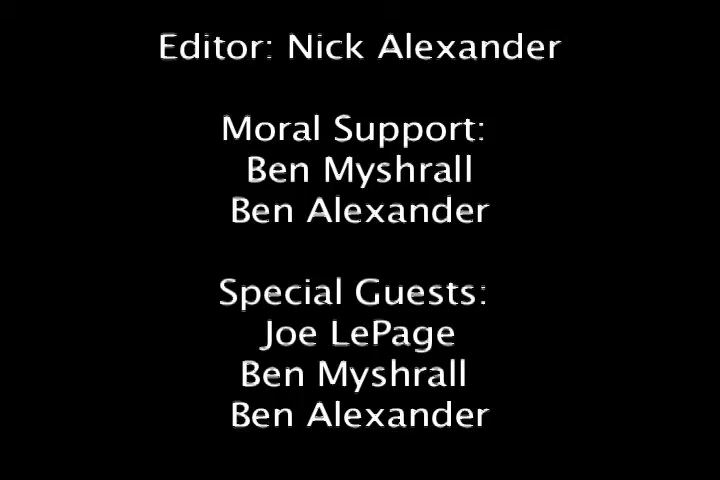 Editor: Nick Alexander
Moral Support:
Ben Myshrall
Ben Alexander
Special Guests:
Joe LePage
Ben Myshrall
Ben Alexander